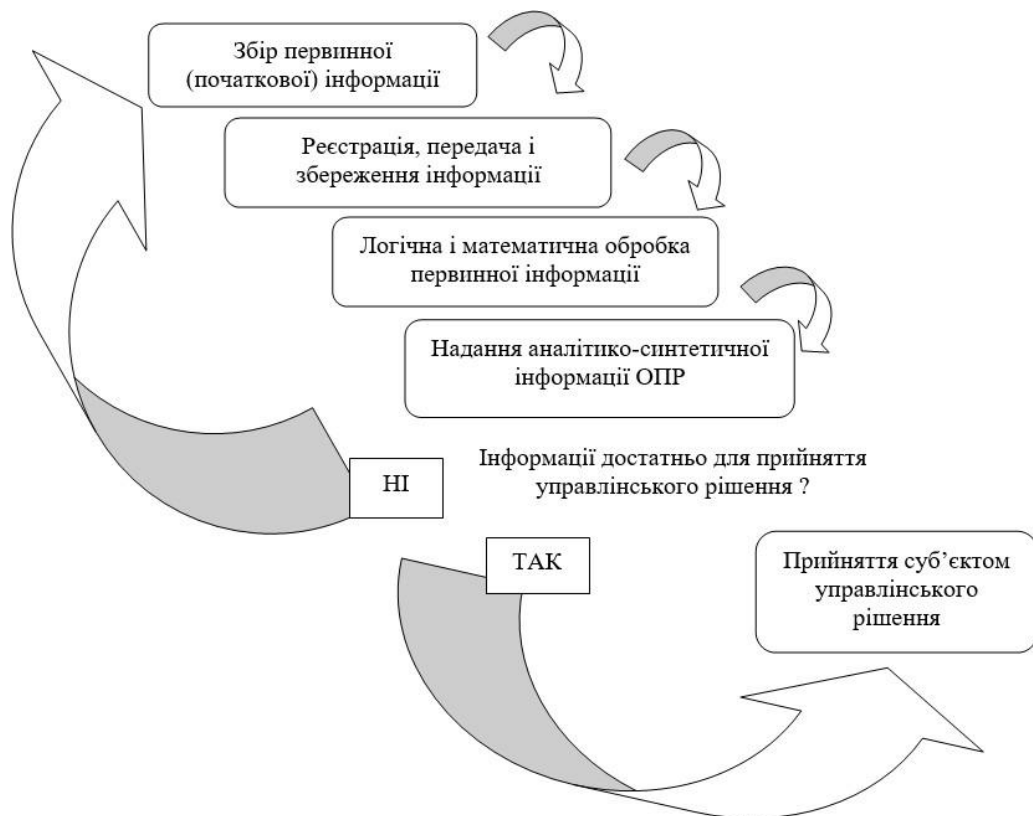 Збір первинної
(початкової) інформації
Реєстрація, передача і
збереження інформації
Логічна і математична обробка
первинної інформації
Надання аналітико-синтетичної
інформації ОПР
Інформації достатньо для прийняття
управлінського рішення ?
НІ
ТАК
Прийняття суб’єктом
управлінського
рішення